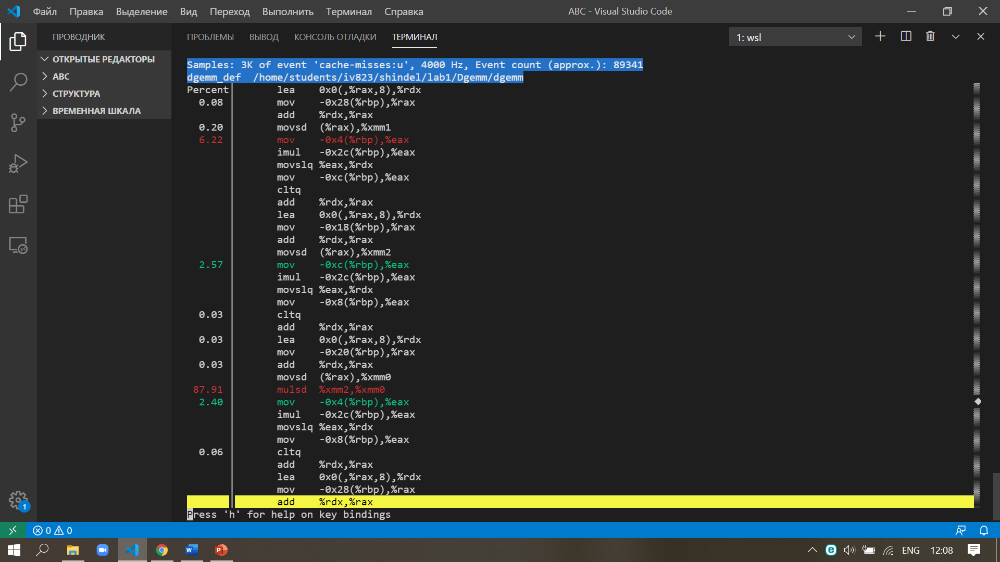 Файл Правка Выделение Вид Переход Выполнить Терминал Справка
ABC - Visual Studio Code
ПРОВОДНИК
ОТКРЫТЫЕ РЕДАКТОРЫ
ABC
СТРУКТУРА
ВРЕМЕННАЯ ШКАЛА
ПРОБЛЕМЫ ВЫВОД КОНСОЛЬ ОТЛАДКИ ТЕРМИНАЛ
1: wsl
Samples: 3K of event 'cache-misses:u', 4000 Hz, Event count (approx.): 89341
dgemm_def  /home/students/iv823/shindel/lab1/Dgemm/dgemm
Percent lea 0x0(,%rax,8),%rdx
0.08 mov -0x28(%rbp),%rax
add %rdx,%rax
0.20 movsd (%rax),%xmm1
6.22 mov -0x4(%rbp),%eax
imul -0x2c(%rbp),%eax
movslq %eax,%rdx
mov -0xc(%rbp),%eax
cltq
add %rdx,%rax
lea 0x0(,%rax,8),%rdx
mov -0x18(%rbp),%rax
add %rdx,%rax
movsd (%rax),%xmm2
2.57 mov -0xc(%rbp),%eax
imul -0x2c(%rbp),%eax
movslq %eax,%rdx
mov -0x8(%rbp),%eax
0.03 cltq
add %rdx,%rax
0.03 lea 0x0(,%rax,8),%rdx
mov -0x20(%rbp),%rax
0.03 add %rdx,%rax
movsd (%rax),%xmm0
87.91 mulsd %xmm2,%xmm0
2.40 mov -0x4(%rbp),%eax
imul -0x2c(%rbp),%eax
movslq %eax,%rdx
mov -0x8(%rbp),%eax
0.06 cltq
add %rdx,%rax
lea 0x0(,%rax,8),%rdx
mov -0x28(%rbp),%rax
add %rdx,%rax
Press 'h' for help on key bindings
1
0 0
ENG 12:08